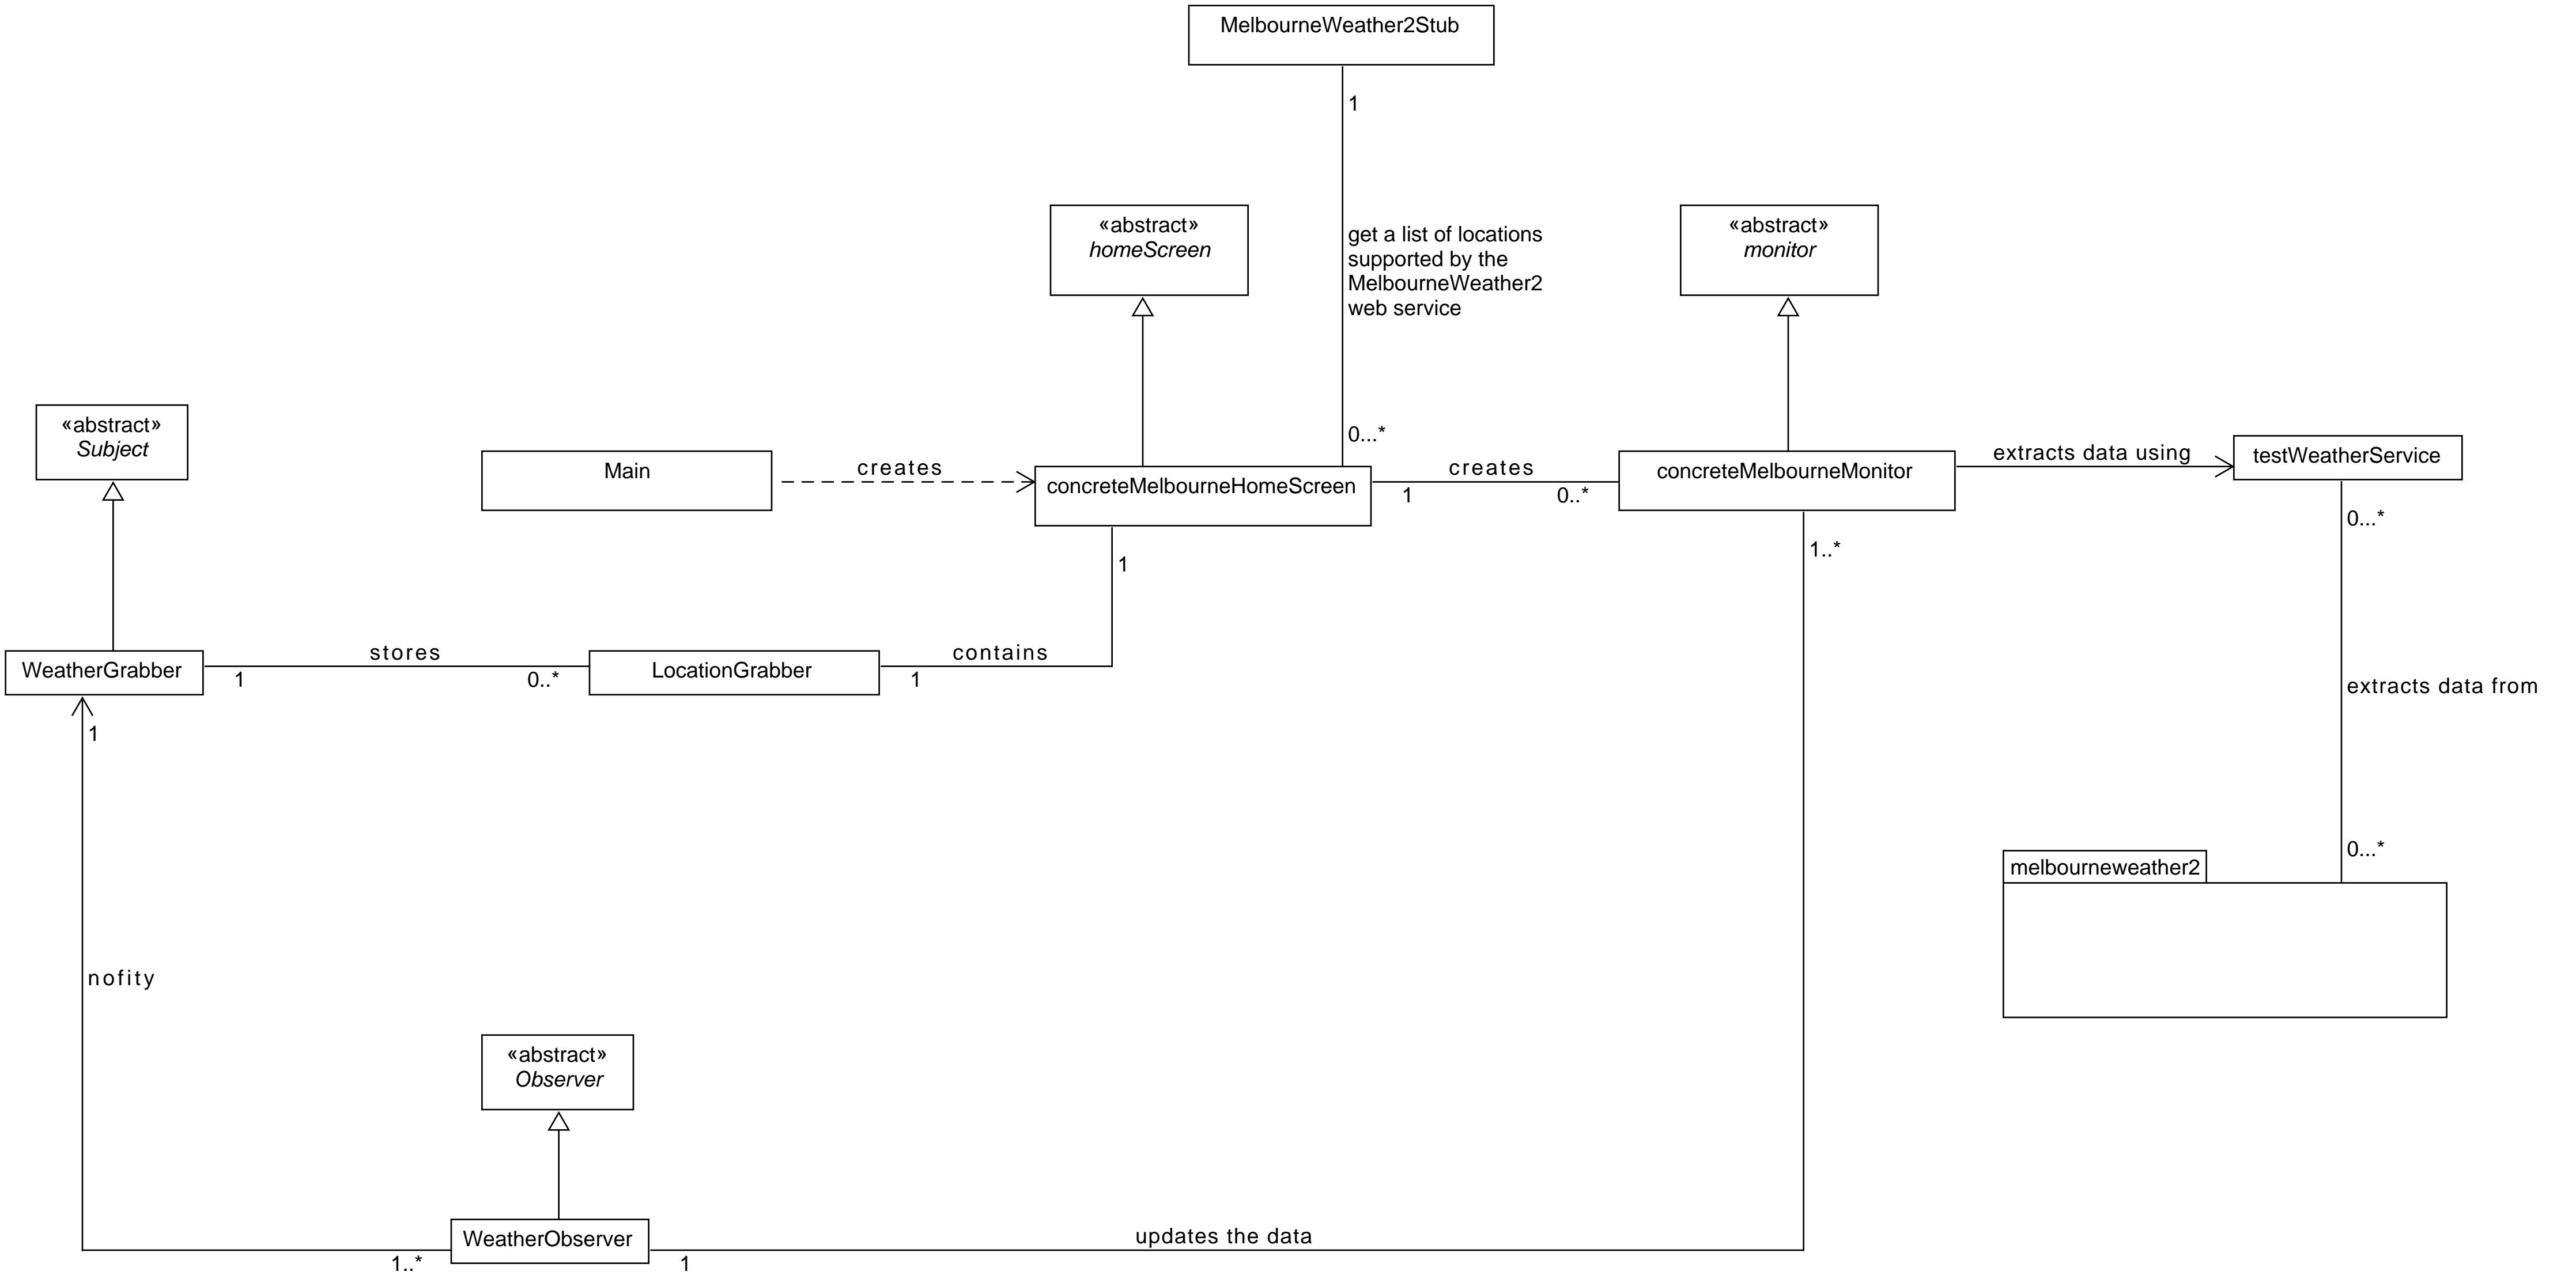 MelbourneWeather2Stub
1
get a list of locations
supported by the
MelbourneWeather2
web service
0...*
«abstract»
homeScreen
«abstract»
monitor
«abstract»
Subject
Main
creates
concreteMelbourneHomeScreen
creates
1
0..*
concreteMelbourneMonitor
extracts data using
testWeatherService
0...*
1..*
1
WeatherGrabber
stores
1
0..*
LocationGrabber
contains
1
extracts data from
1
0...*
melbourneweather2
nofity
«abstract»
Observer
WeatherObserver
updates the data
1..*
1